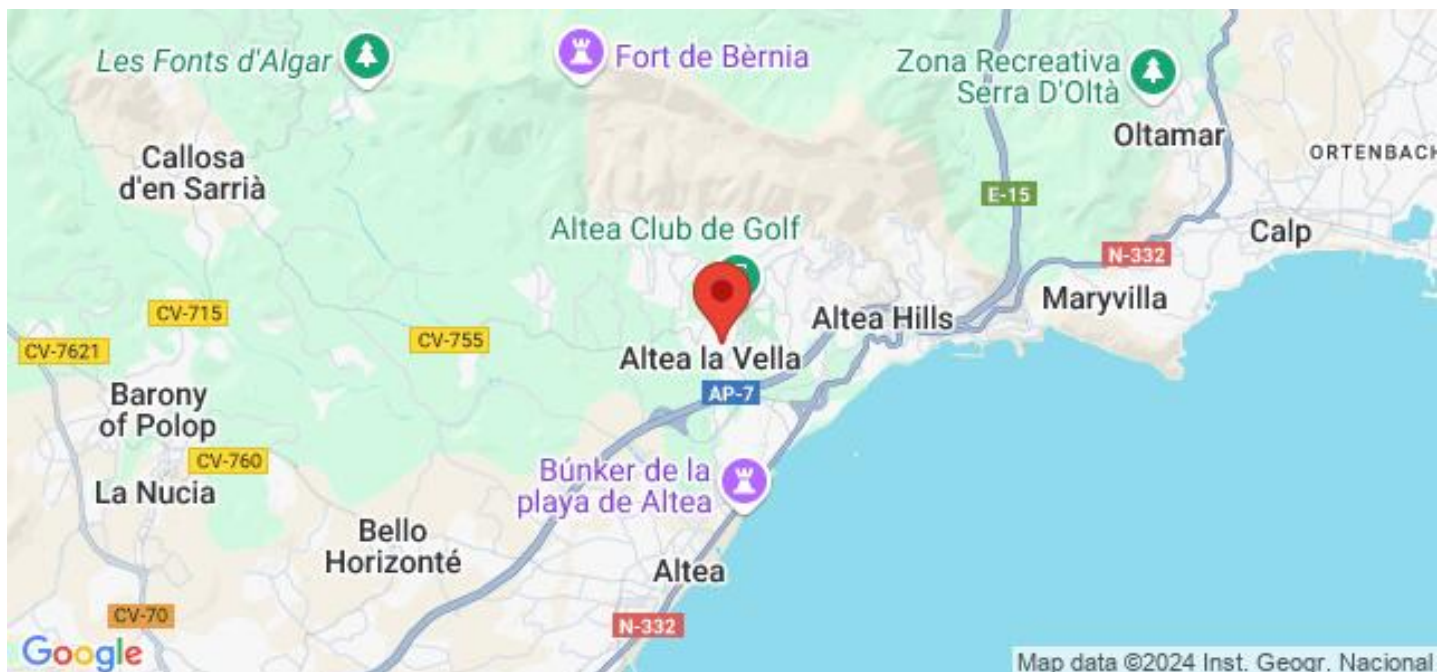 Les Fonts d'Algar
Fort de Bèrnia
Zona Recreativa
Serra D'Oltà
Oltamar
ORTENBACH
Callosa
d'en Sarrià
E-15
Altea Club de Golf
Calp
N-332
Maryvilla
CV-715
Altea Hills
CV-755
CV-7621
Altea la Vella
AP-7
Barony
of Polop
CV-760
La Nucia
Búnker de la
playa de Altea
Bello
Horizonté
Altea
CV-70
N-332
Google
Map data ©2024 Inst. Geogr. Nacional